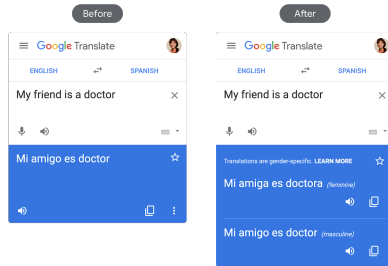 Before
Google Translate
ENGLISH
SPANISH
My friend is a doctor
Mi amigo es doctor
After
Google Translate
ENGLISH
SPANISH
My friend is a doctor
Translations are gender-specific. LEARN MORE
Mi amiga es doctora (feminine)
Mi amigo es doctor (masculine)